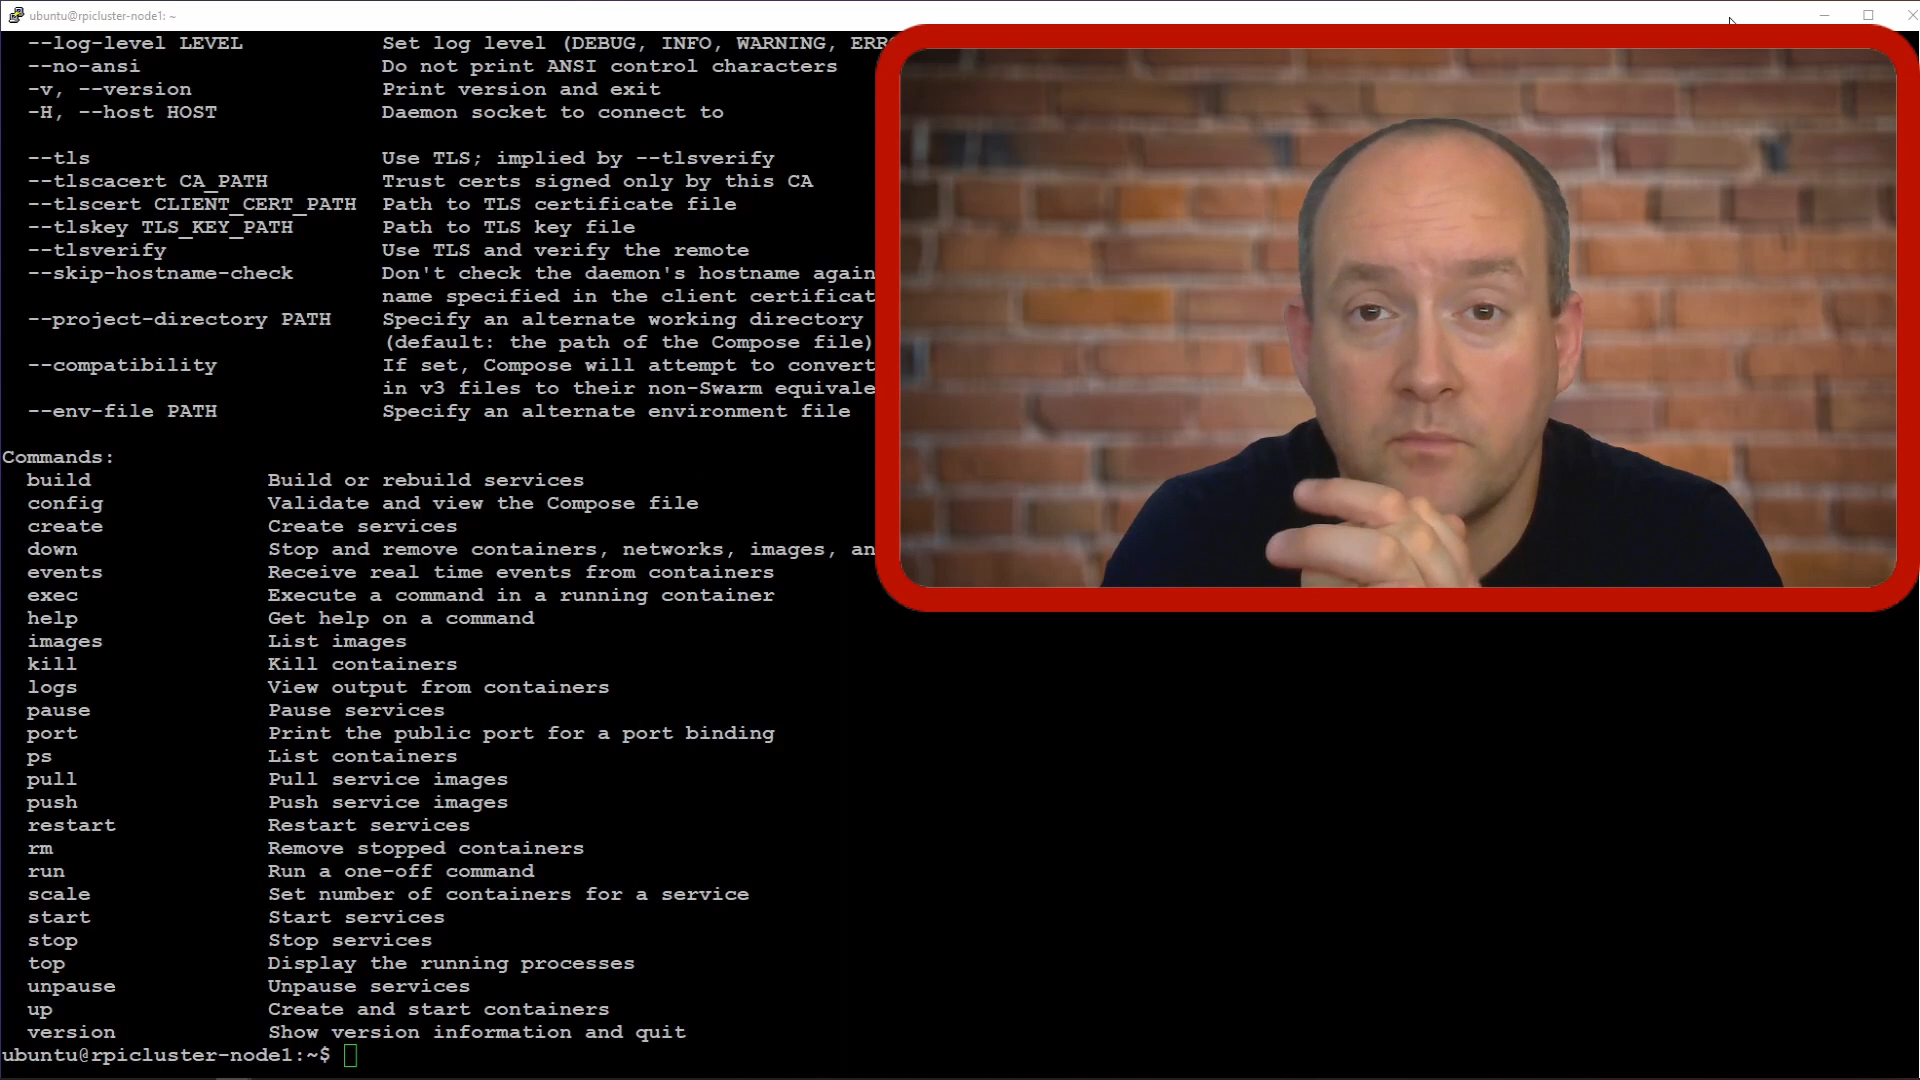 ubuntu@rpicluster-node1: ~
--log-level LEVEL Set log level (DEBUG, INFO, WARNING,
--no-ansi Do not print ANSI control characters
-v, --version Print version and exit
-H, --host HOST Daemon socket to connect to
--tls Use TLS; implied by --tlsverify
--tlscacert CA_PATH Trust certs signed only by this CA
--tlscert CLIENT_CERT_PATH Path to TLS certificate file
--tlskey TLS_KEY_PATH Path to TLS key file
--tlsverify Use TLS and verify the remote
--skip-hostname-check Don't check the daemon's hostname again
name specified in the client certificat
--project-directory PATH Specify an alternate working directory
(default: the path of the Compose file)
--compatibility If set, Compose will attempt to convert
in v3 files to their non-Swarm equivale
--env-file PATH Specify an alternate environment file
Commands:
build Build or rebuild services
config Validate and view the Compose file
create Create services
down Stop and remove containers, networks, images, an
events Receive real time events from containers
exec Execute a command in a running container
help Get help on a command
images List images
kill Kill containers
logs View output from containers
pause Pause services
port Print the public port for a port binding
ps List containers
pull Pull service images
push Push service images
restart Restart services
rm Remove stopped containers
run Run a one-off command
scale Set number of containers for a service
start Start services
stop Stop services
top Display the running processes
unpause Unpause services
up Create and start containers
version Show version information and quit
ubuntu@rpicluster-node1:~$